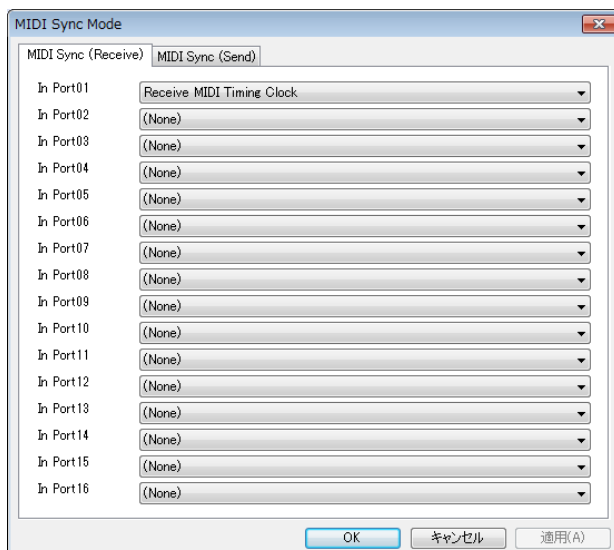 MIDI Sync Mode
MIDI Sync (Receive) MIDI Sync (Send)
In Port01 Receive MIDI Timing Clock
In Port02 (None)
In Port03 (None)
In Port04 (None)
In Port05 (None)
In Port06 (None)
In Port07 (None)
In Port08 (None)
In Port09 (None)
In Port10 (None)
In Port11 (None)
In Port12 (None)
In Port13 (None)
In Port14 (None)
In Port15 (None)
In Port16 (None)
OK キャンセル 適用(A)